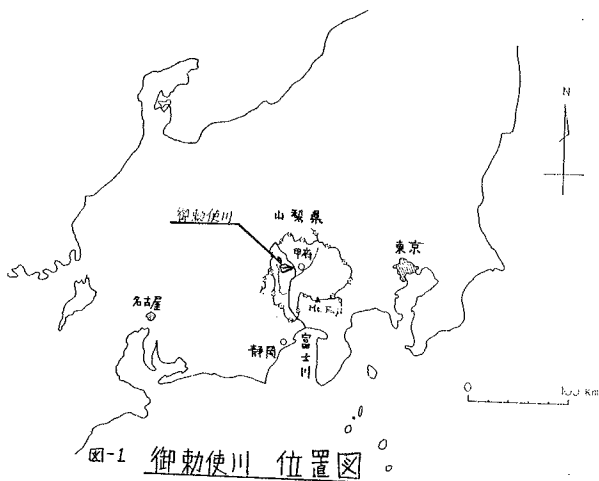 N
御勅使川
山梨県
甲府
東京
名古屋
Mt. Fuji
静岡
富士川
0 100 km
図-1 御勅使川 位置図